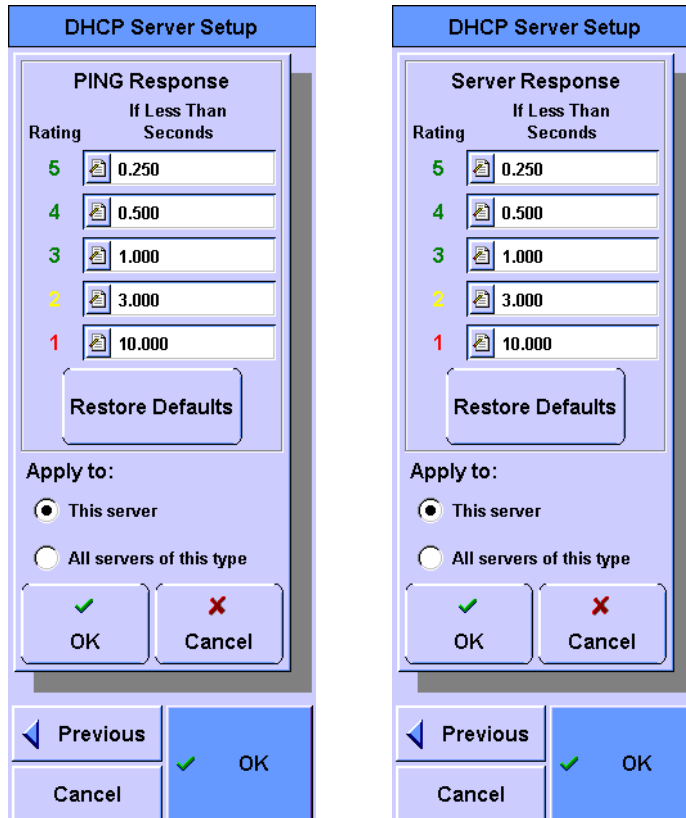 DHCP Server Setup
PING Response
If Less Than
Rating Seconds
5 0.250
4 0.500
3 1.000
2 3.000
1 10.000
Restore Defaults
Apply to:
This server
All servers of this type
OK Cancel
Previous
OK
Cancel
DHCP Server Setup
Server Response
If Less Than
Rating Seconds
5 0.250
4 0.500
3 1.000
2 3.000
1 10.000
Restore Defaults
Apply to:
This server
All servers of this type
OK Cancel
Previous
OK
Cancel